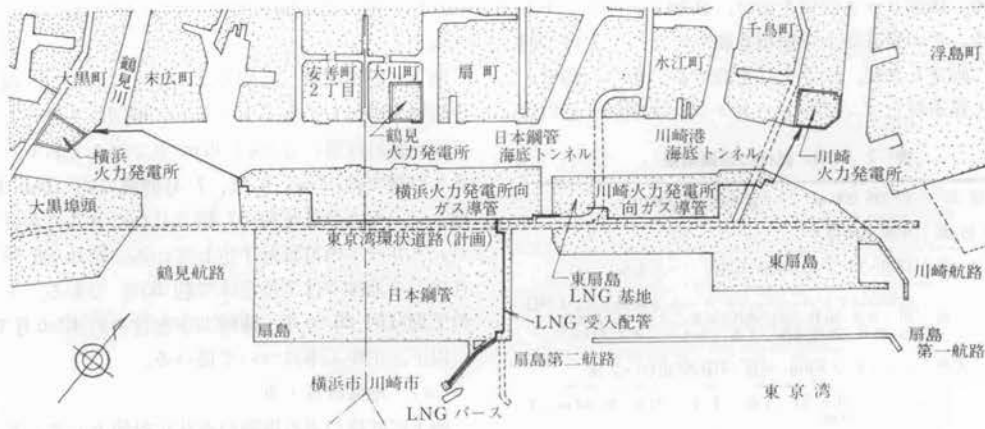 千鳥町
浮島町
大黒町
鶴見川
末広町
安善町
2丁目
大川町
扇町
水江町
鶴見
火力発電所
日本鋼管
海底トンネル
川崎港
海底トンネル
川崎
火力発電所
横浜
火力発電所
大黒埠頭
横浜火力発電所向
ガス導管
川崎火力発電所
向ガス導管
東京湾環状道路(計画)
鶴見航路
日本鋼管
東扇島
LNG 基地
東扇島
川崎航路
LNG 受入配管
扇島
扇島第二航路
扇島
第一航路
横浜市
川崎市
東京湾
LNG バース